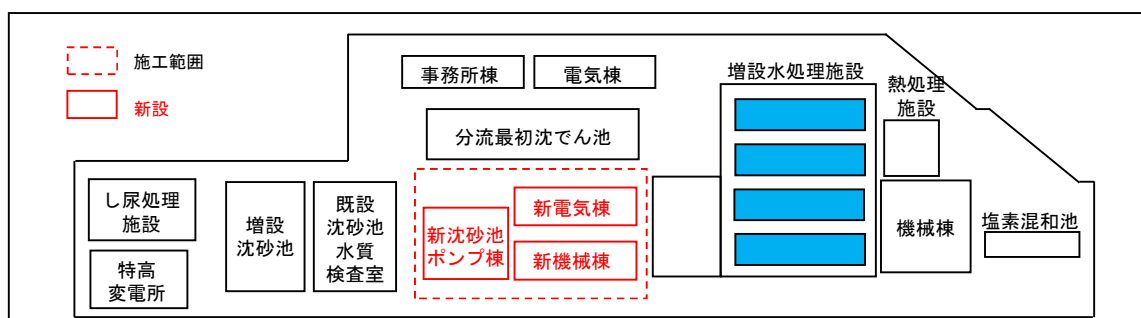 施工範囲
新設
事務所棟
電気棟
増設水処理施設
熱処理
施設
分流最初沈でん池
し尿処理
施設
特高
変電所
増設
沈砂池
既設
沈砂池
水質
検査室
新沈砂池
ポンプ棟
新電気棟
新機械棟
機械棟
塩素混和池